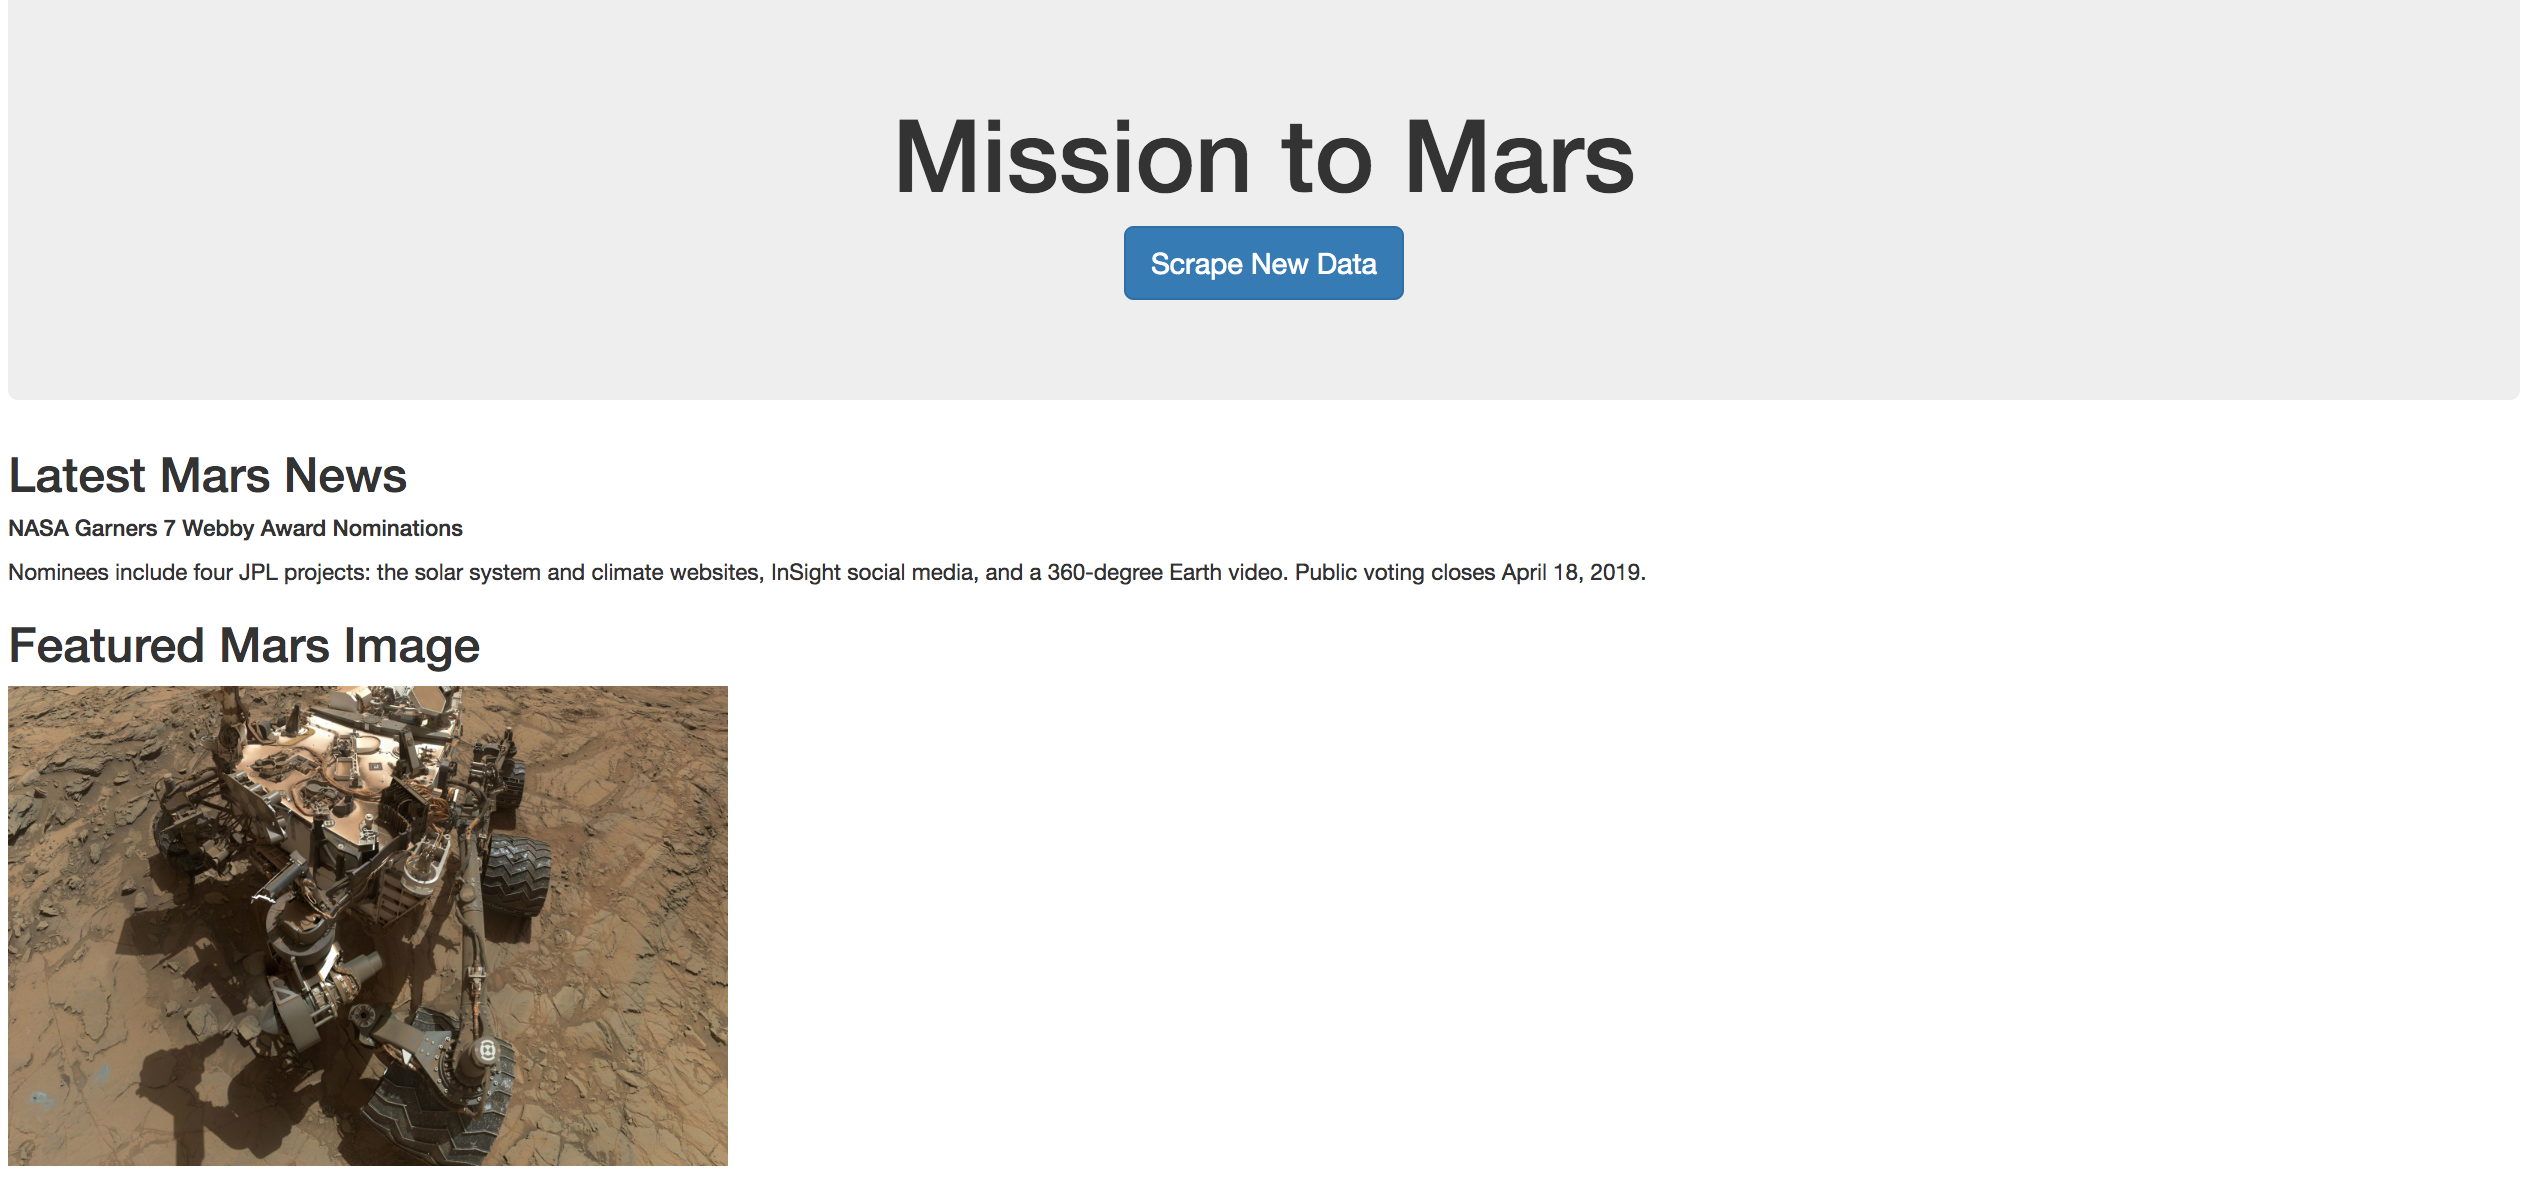 Mission to Mars
Scrape New Data
Latest Mars News
NASA Garners 7 Webby Award Nominations
Nominees include four JPL projects: the solar system and climate websites, InSight social media, and a 360-degree Earth video. Public voting closes April 18, 2019.
Featured Mars Image